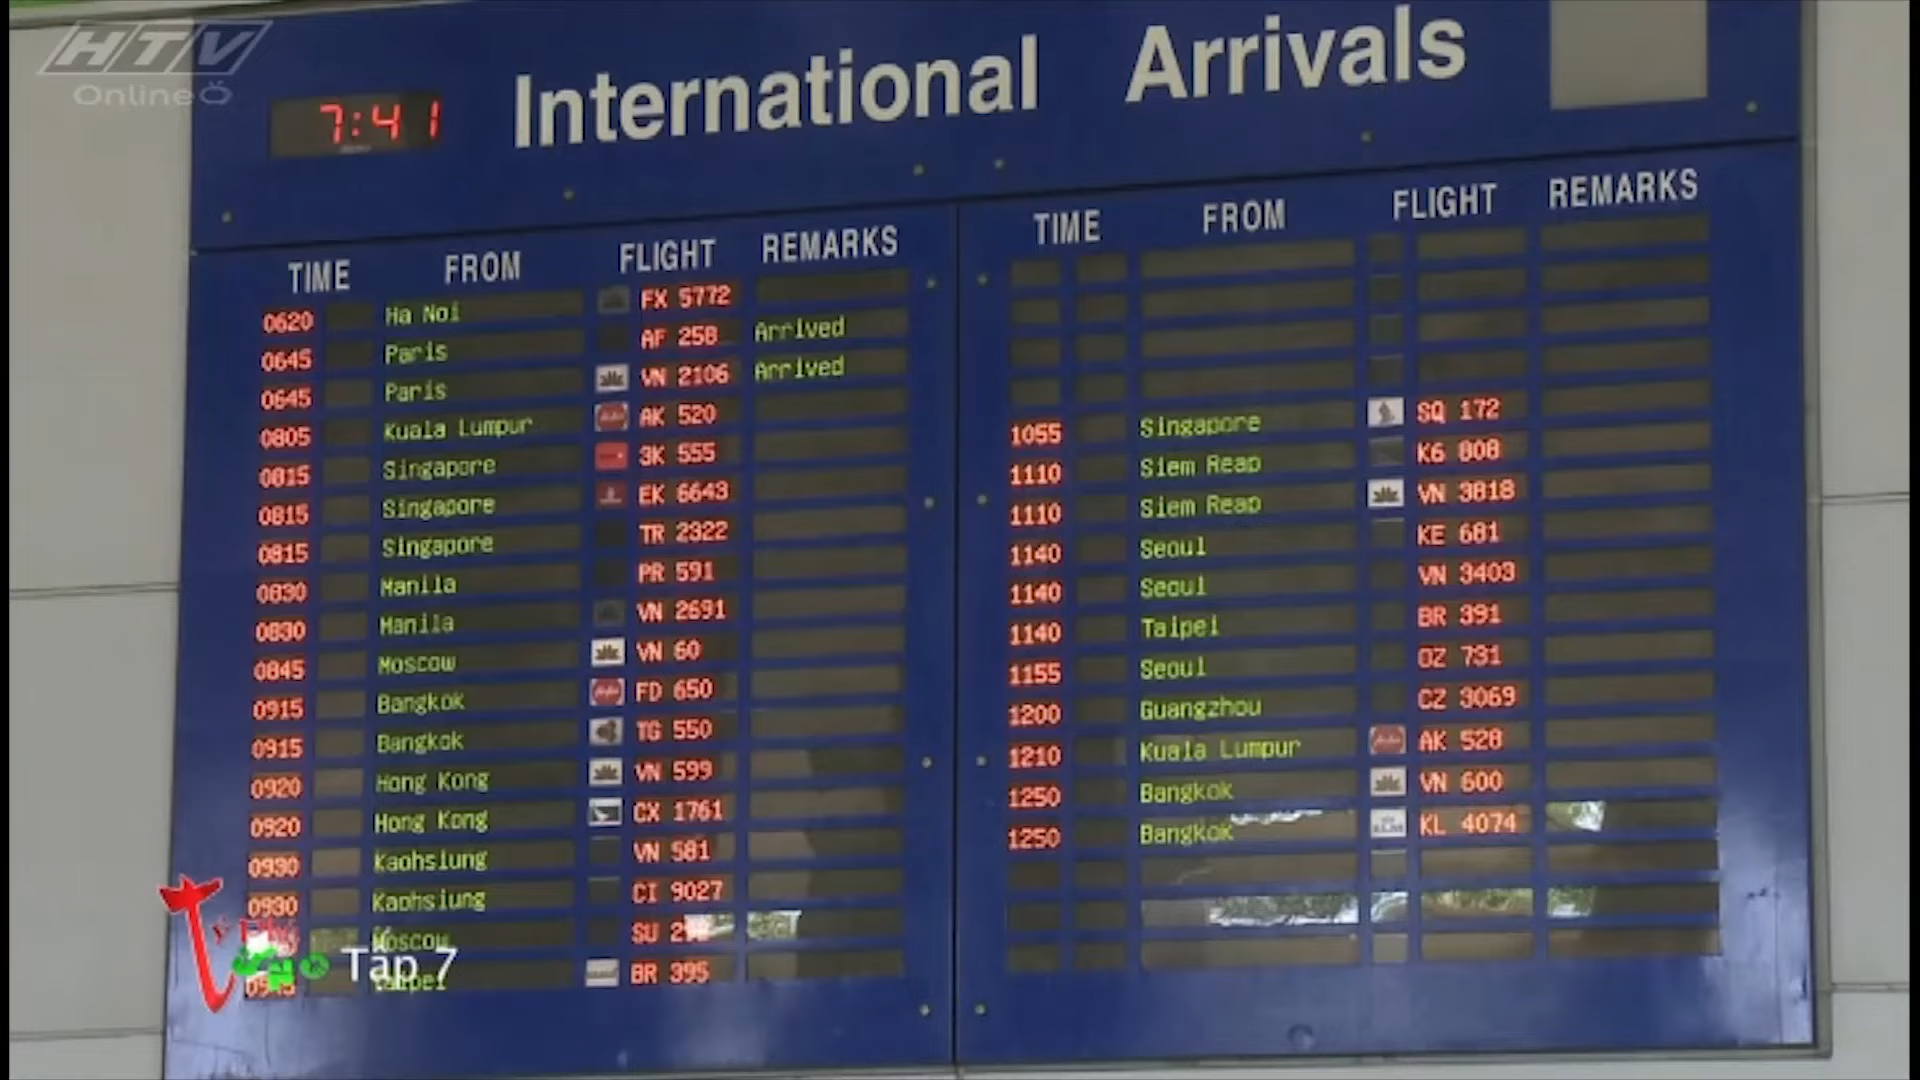 HTV
Online
7:41
International Arrivals
TIME FROM FLIGHT REMARKS
0620 Ha Noi FX 5772
0645 Paris AF 258 Arrived
0645 Paris VN 2106 Arrived
0805 Kuala Lumpur AK 520
0815 Singapore 3K 555
0815 Singapore EK 6643
0815 Singapore TR 2322
0830 Manila PR 591
0830 Manila VN 2691
0845 Moscow VN 60
0915 Bangkok FD 650
0915 Bangkok TG 550
0920 Hong Kong VN 599
0920 Hong Kong CX 1761
0930 Kaohsiung VN 581
0930 Kaohsiung CI 9027
Moscow SU
Taipei BR 395
TIME FROM FLIGHT REMARKS
1055 Singapore SQ 172
1110 Siem Reap K6 808
1110 Siem Reap VN 3818
1140 Seoul KE 681
1140 Seoul VN 3403
1140 Taipei BR 391
1155 Seoul OZ 731
1200 Guangzhou CZ 3069
1210 Kuala Lumpur AK 528
1250 Bangkok VN 600
1250 Bangkok KL 4074
Tập 7